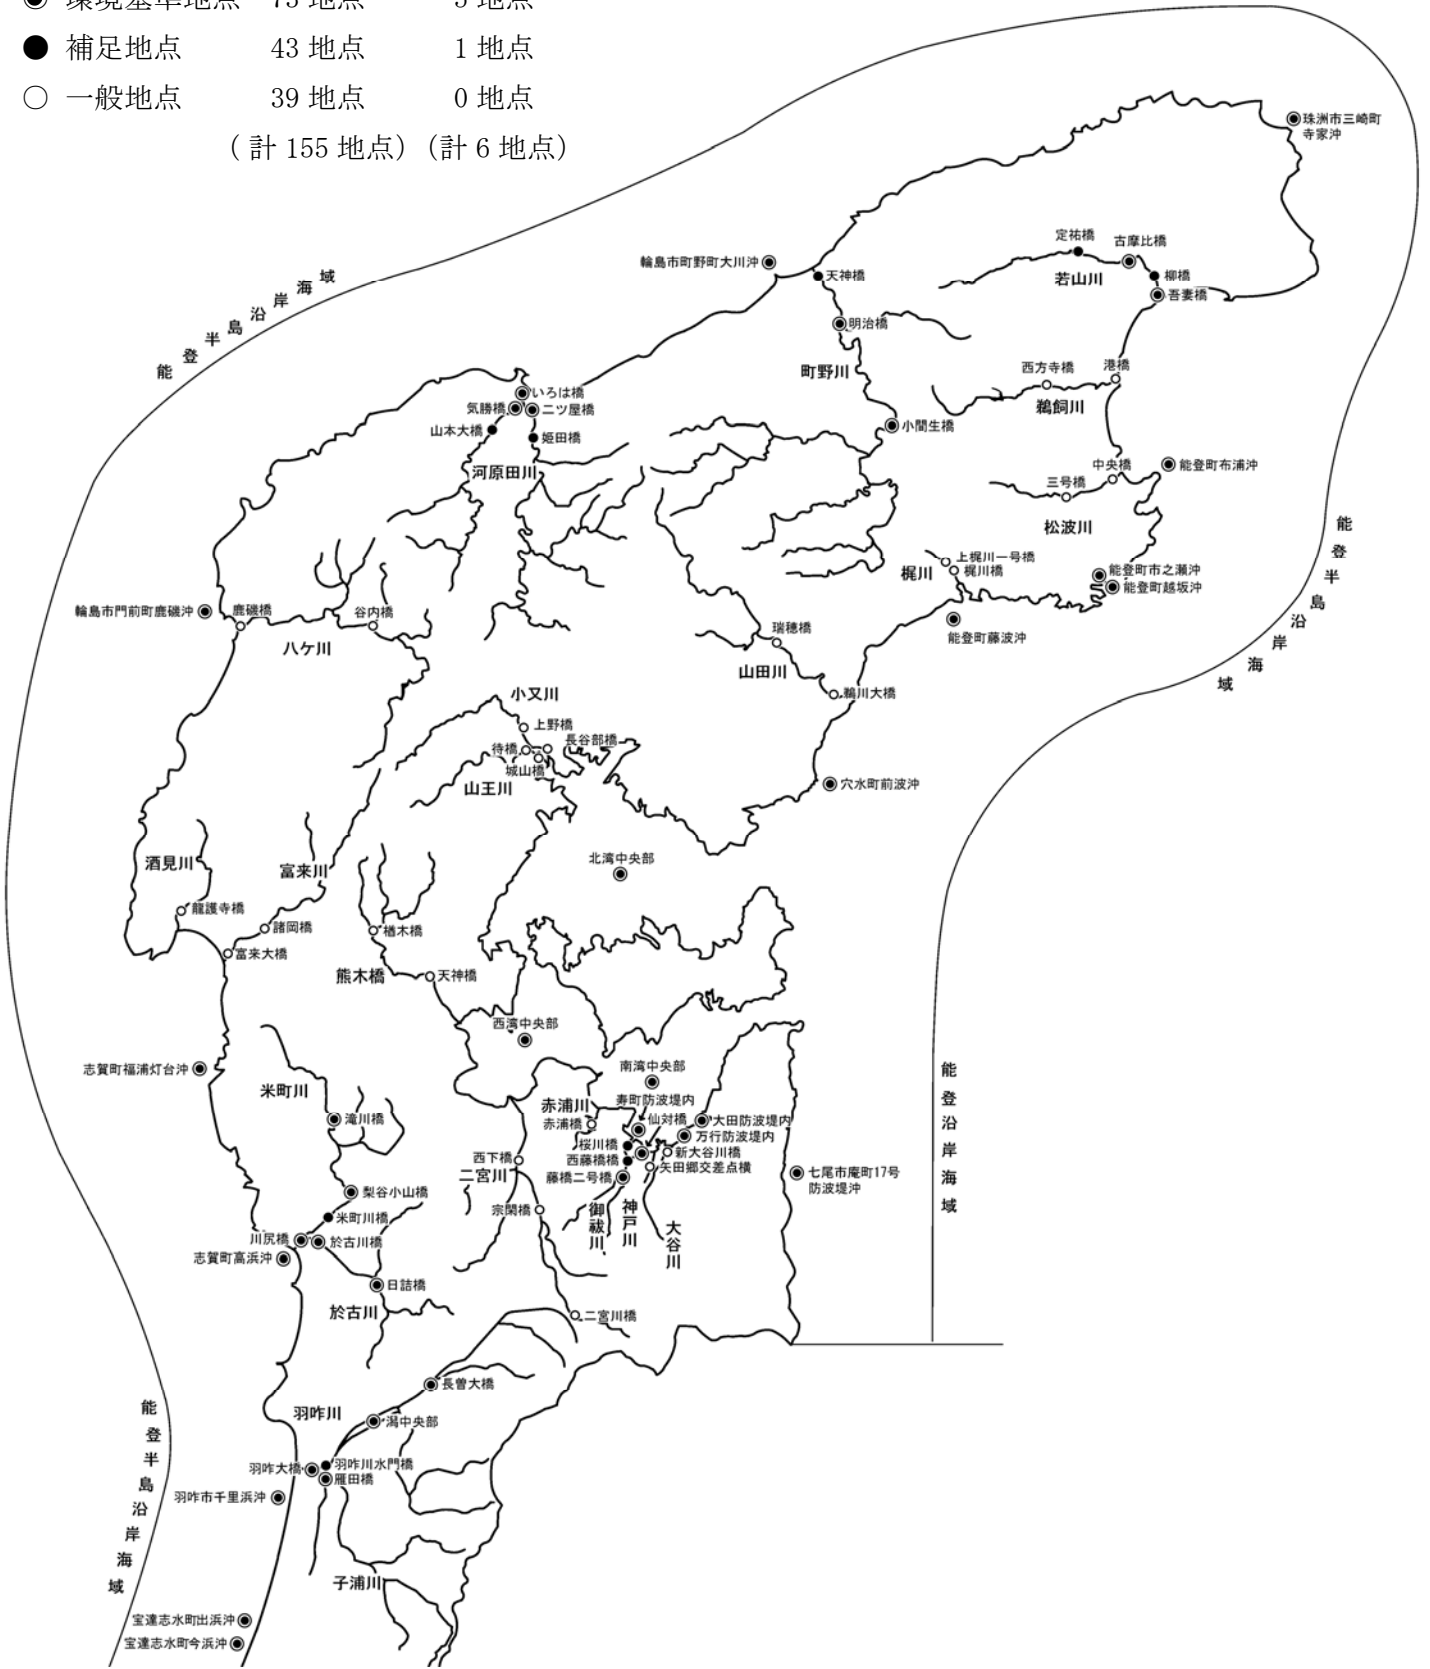 ◉ 環境基準地点 73 地点 5 地点
● 補足地点 43 地点 1 地点
○ 一般地点 39 地点 0 地点
(計 155 地点) (計 6 地点)
珠洲市三崎町
寺家沖
定祐橋
古摩比橋
輪島市町野町大川沖
天神橋
若山川
柳橋
吾妻橋
能登半島沿岸海域
明治橋
町野川
西方寺橋
港橋
いろは橋
気勝橋
二ツ屋橋
鵜飼川
山本大橋
姫田橋
小間生橋
河原田川
中央橋
能登町布浦沖
三号橋
松波川
能登半島沿岸海域
上梶川一号橋
梶川
梶川橋
能登町市之瀬沖
能登町越坂沖
輪島市門前町鹿磯沖
鹿磯橋
谷内橋
八ケ川
瑞穂橋
能登町藤波沖
山田川
小又川
鵜川大橋
上野橋
待橋
長谷部橋
城山橋
山王川
穴水町前波沖
酒見川
富来川
北湾中央部
龍護寺橋
諸岡橋
楢木橋
富来大橋
熊木橋
天神橋
西湾中央部
志賀町福浦灯台沖
南湾中央部
能登沿岸海域
米町川
赤浦川
寿町防波堤内
滝川橋
赤浦橋
仙対橋
大田防波堤内
万行防波堤内
桜川橋
新大谷川橋
西下橋
西藤橋橋
矢田郷交差点横
二宮川
藤橋二号橋
七尾市庵町17号
防波堤沖
梨谷小山橋
宗閑橋
御祓川
神戸川
大谷川
米町川橋
川尻橋
於古川橋
志賀町高浜沖
日詰橋
於古川
二宮川橋
長曽大橋
羽咋川
潟中央部
能登半島沿岸海域
羽咋大橋
羽咋川水門橋
雁田橋
羽咋市千里浜沖
子浦川
宝達志水町出浜沖
宝達志水町今浜沖